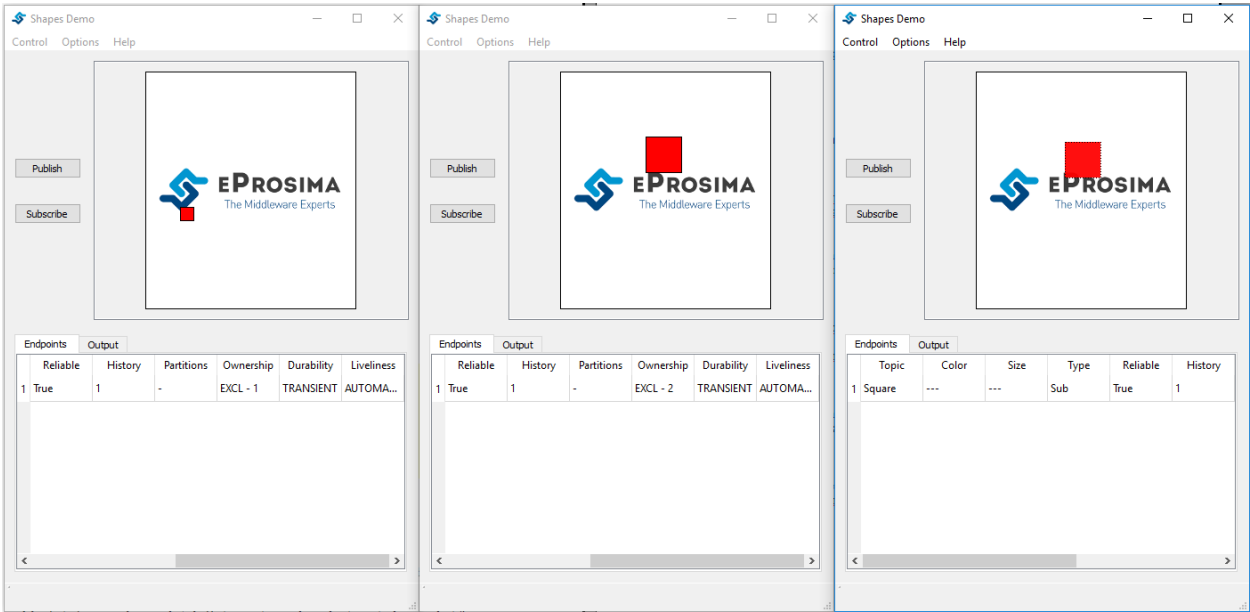 Shapes Demo
Control Options Help
Publish
Subscribe
EPROSIMA
The Middleware Experts
Endpoints Output
Reliable History Partitions Ownership Durability Liveliness
1 True 1 - EXCL - 1 TRANSIENT AUTOMA...
Shapes Demo
Control Options Help
Publish
Subscribe
EPROSIMA
The Middleware Experts
Endpoints Output
Reliable History Partitions Ownership Durability Liveliness
1 True 1 - EXCL - 2 TRANSIENT AUTOMA...
Shapes Demo
Control Options Help
Publish
Subscribe
EPROSIMA
The Middleware Experts
Endpoints Output
Topic Color Size Type Reliable History
1 Square --- --- Sub True 1